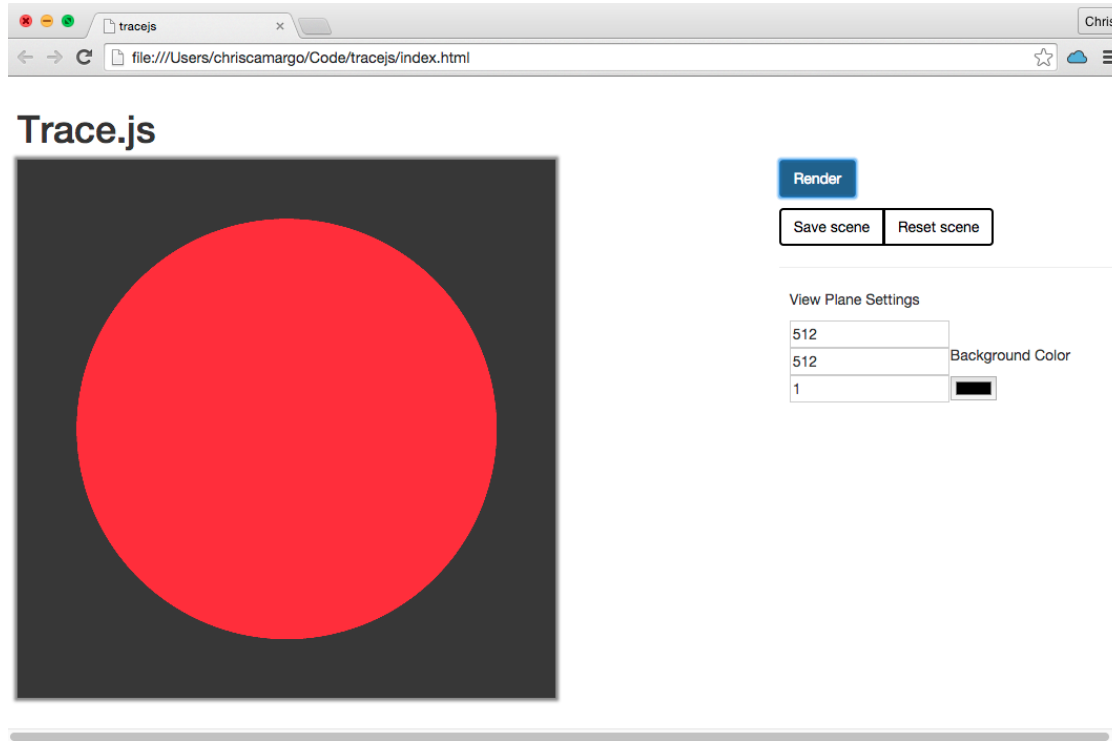 tracejs
Chris
file:///Users/chriscamargo/Code/tracejs/index.html
Trace.js
Render
Save scene
Reset scene
View Plane Settings
512
512
1
Background Color